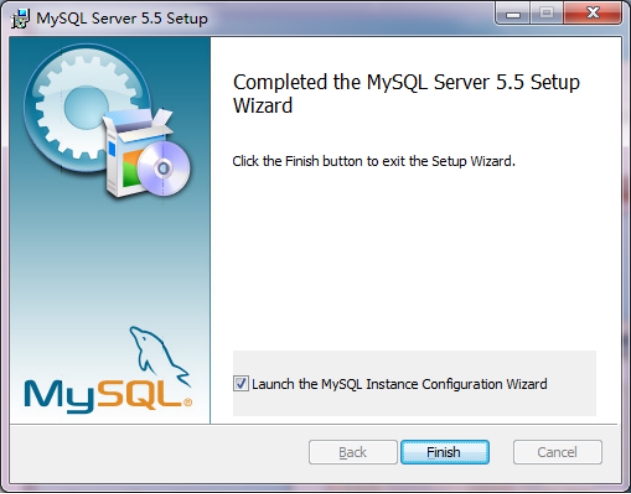 MySQL Server 5.5 Setup
Completed the MySQL Server 5.5 Setup
Wizard
Click the Finish button to exit the Setup Wizard.
MySQL®
Launch the MySQL Instance Configuration Wizard
Back
Finish
Cancel